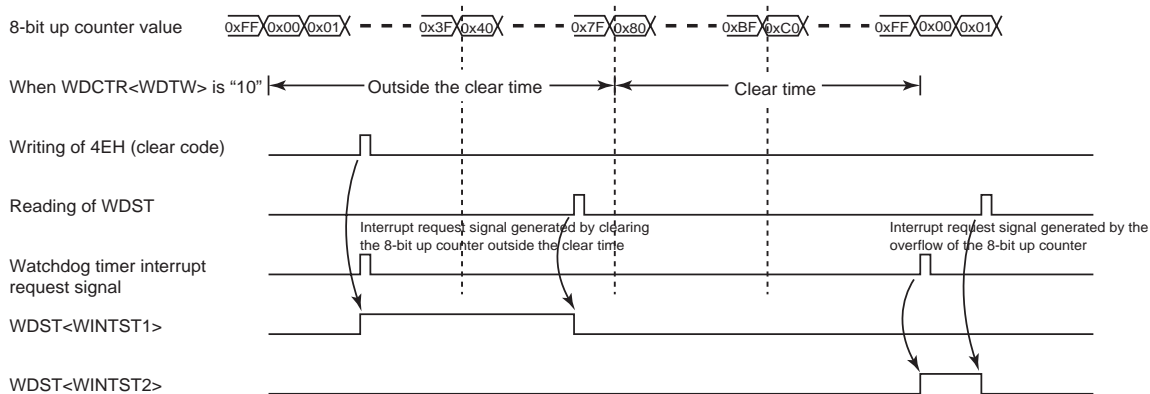 8-bit up counter value 0xFF 0x00 0x01 0x3F 0x40 0x7F 0x80 0xBF 0xC0 0xFF 0x00 0x01
When WDCTR<WDTW> is “10” Outside the clear time Clear time
Writing of 4EH (clear code)
Reading of WDST
Interrupt request signal generated by clearing
the 8-bit up counter outside the clear time
Interrupt request signal generated by the
overflow of the 8-bit up counter
Watchdog timer interrupt
request signal
WDST<WINTST1>
WDST<WINTST2>